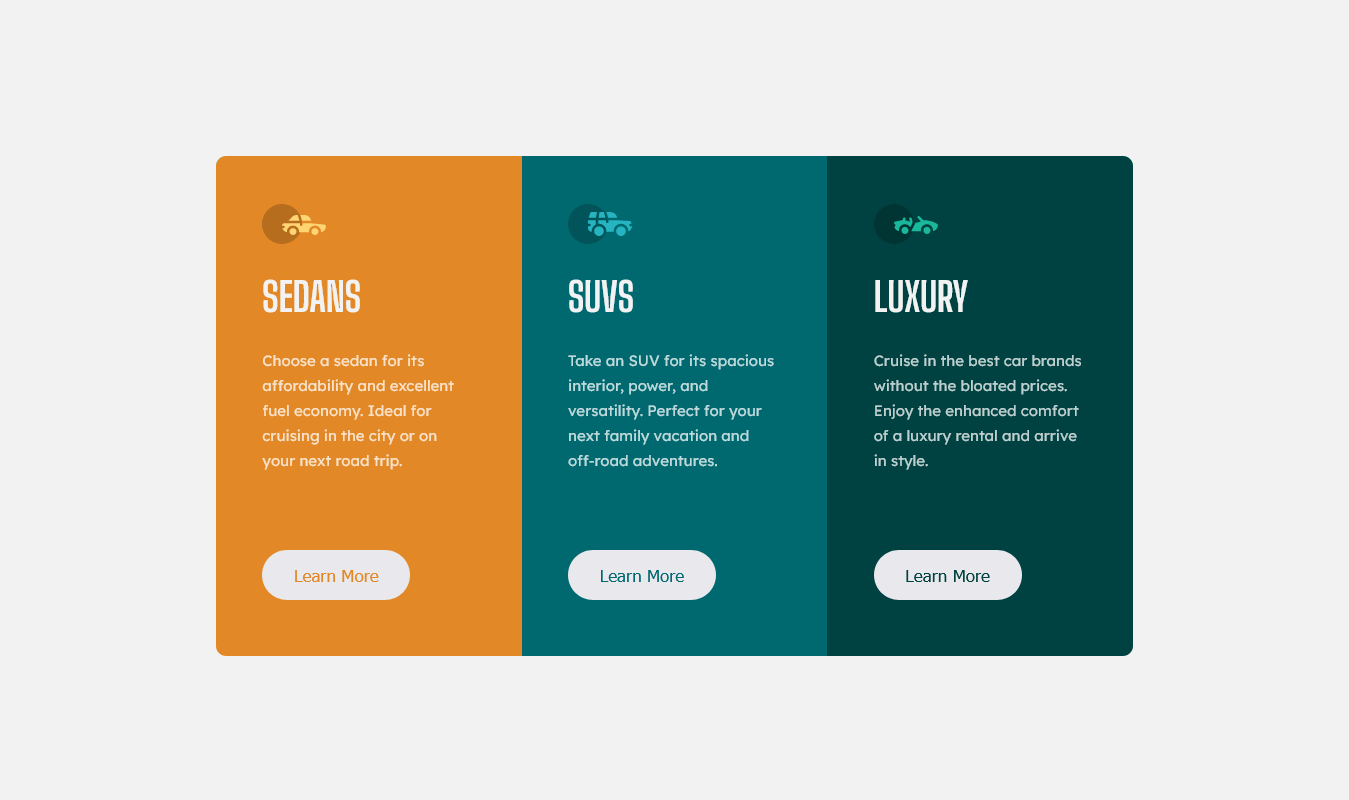 SEDANS
Choose a sedan for its
affordability and excellent
fuel economy. Ideal for
cruising in the city or on
your next road trip.
Learn More
SUVS
Take an SUV for its spacious
interior, power, and
versatility. Perfect for your
next family vacation and
off-road adventures.
Learn More
LUXURY
Cruise in the best car brands
without the bloated prices.
Enjoy the enhanced comfort
of a luxury rental and arrive
in style.
Learn More